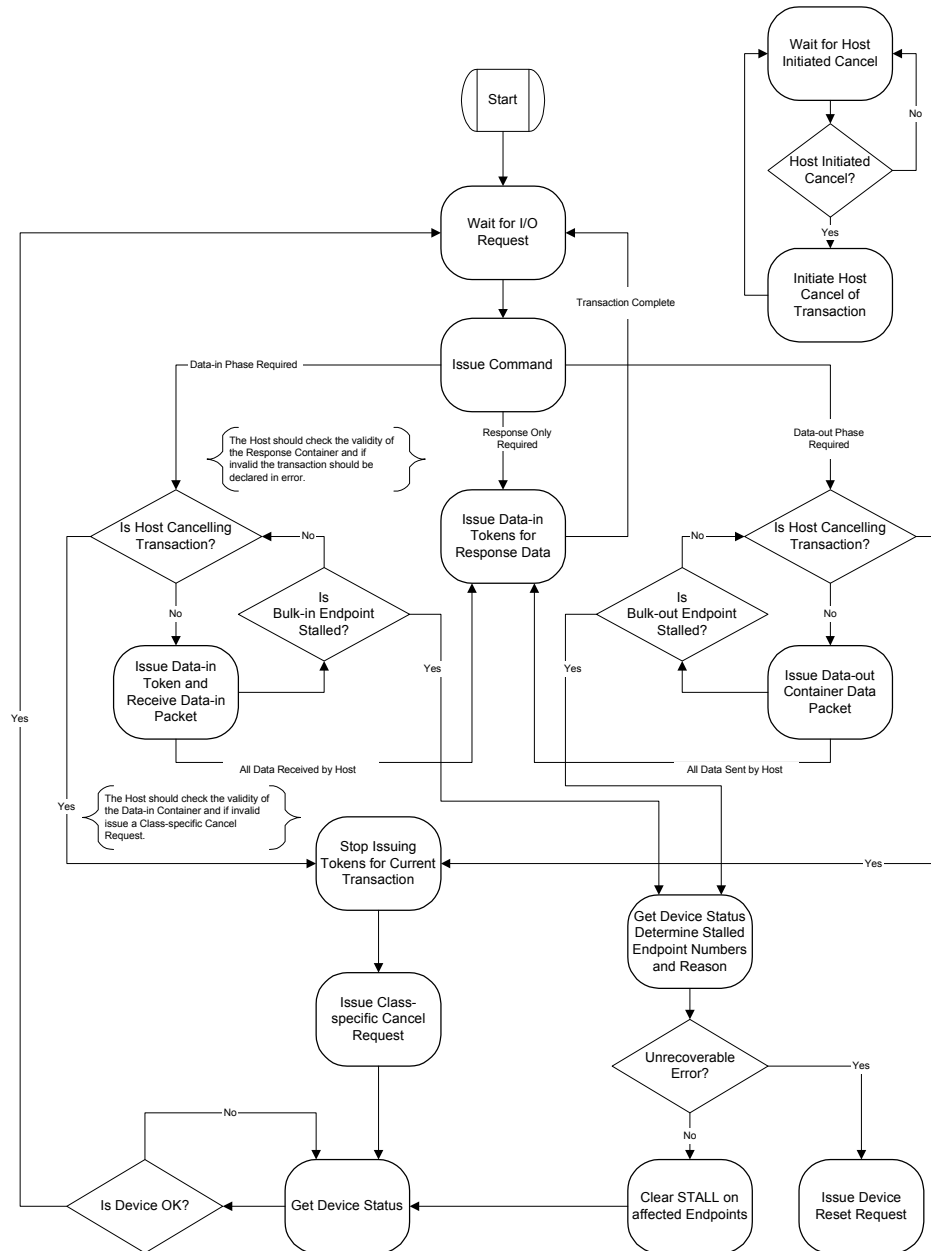 Wait for Host
Initiated Cancel
Start
No
Host Initiated
Cancel?
Wait for I/O
Request
Yes
Initiate Host
Cancel of
Transaction
Transaction Complete
Issue Command
Data-in Phase Required
Response Only
Required
Data-out Phase
Required
The Host should check the validity of
the Response Container and if
invalid the transaction should be
declared in error.
Is Host Cancelling
Transaction?
No
Issue Data-in
Tokens for
Response Data
No
Is Host Cancelling
Transaction?
Is
Bulk-in Endpoint
Stalled?
Is
Bulk-out Endpoint
Stalled?
No
No
Issue Data-in
Token and
Receive Data-in
Packet
Yes
Yes
Issue Data-out
Container Data
Packet
Yes
All Data Received by Host
All Data Sent by Host
Yes
The Host should check the validity of
the Data-in Container and if invalid
issue a Class-specific Cancel
Request.
Stop Issuing
Tokens for Current
Transaction
Yes
Get Device Status
Determine Stalled
Endpoint Numbers
and Reason
Issue Class-
specific Cancel
Request
Unrecoverable
Error?
Yes
No
No
Is Device OK?
Get Device Status
Clear STALL on
affected Endpoints
Issue Device
Reset Request